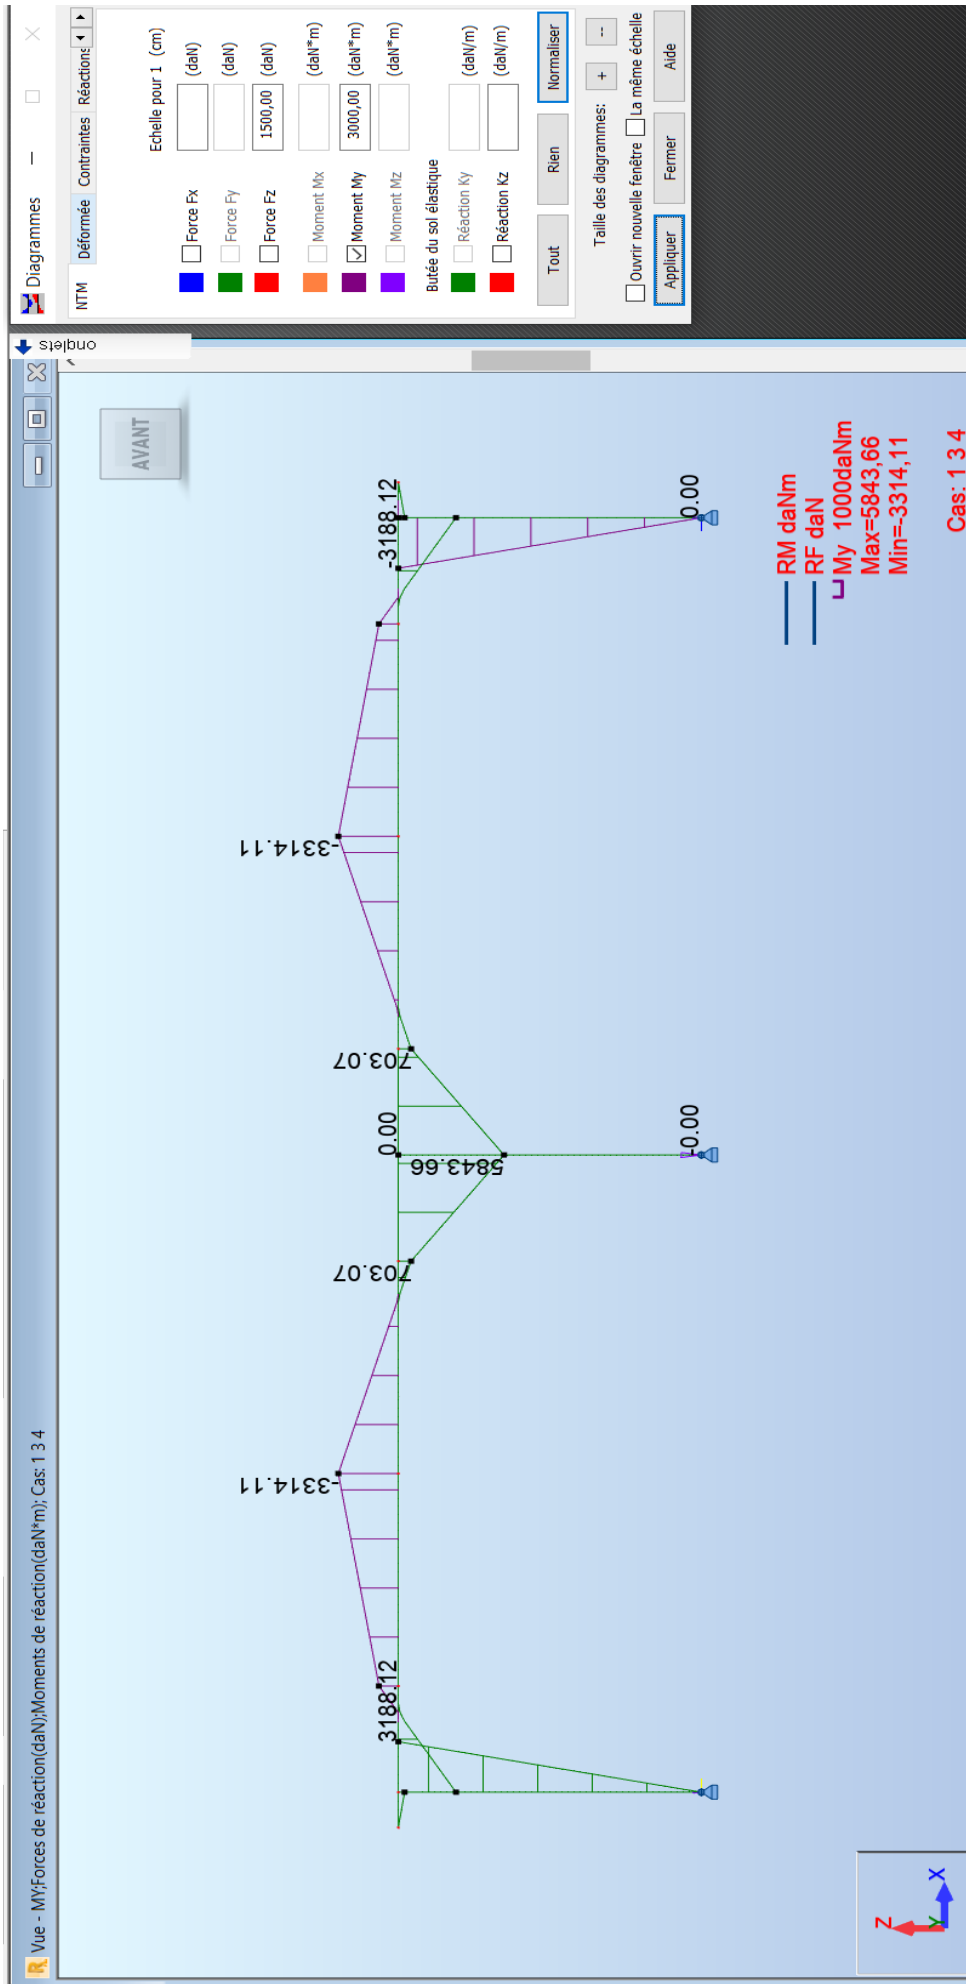 Vue - MY;Forces de réaction(daN);Moments de réaction(daN*m); Cas: 1 3 4
onglets
AVANT
3188.12
-3314.11
703.07
0.00
5843.66
703.07
-3314.11
-3188.12
-0.00
0.00
RM daNm
RF daN
My 1000daNm
Max=5843,66
Min=-3314,11
Cas: 1 3 4
Z
Y
X
Diagrammes
NTM Déformée Contraintes Réactions
Echelle pour 1 (cm)
Force Fx (daN)
Force Fy (daN)
Force Fz 1500,00 (daN)
Moment Mx (daN*m)
Moment My 3000,00 (daN*m)
Moment Mz (daN*m)
Butée du sol élastique
Réaction Ky (daN/m)
Réaction Kz (daN/m)
Tout Rien Normaliser
Taille des diagrammes: + --
Ouvrir nouvelle fenêtre La même échelle
Appliquer Fermer Aide